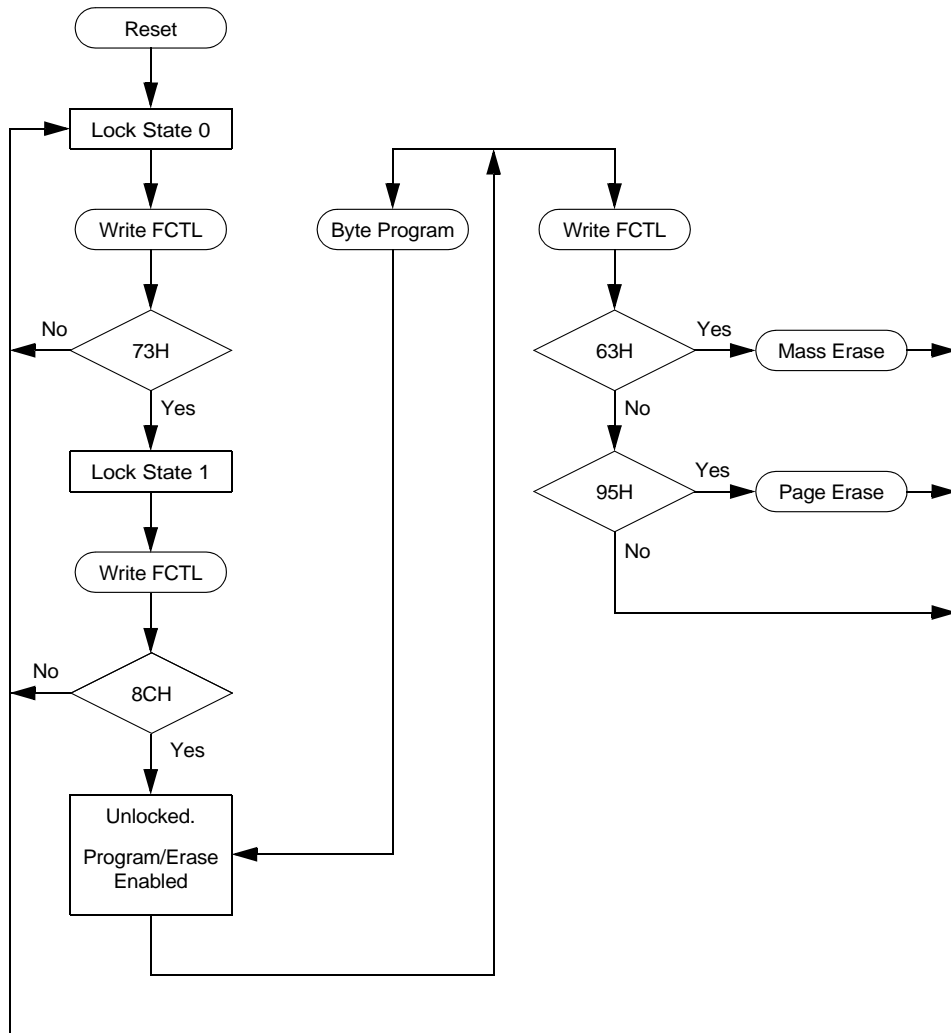 Reset
Lock State 0
Write FCTL
No
73H
Yes
Lock State 1
Write FCTL
No
8CH
Yes
Unlocked.
Program/Erase
Enabled
Byte Program
Write FCTL
63H
Yes
Mass Erase
No
95H
Yes
Page Erase
No